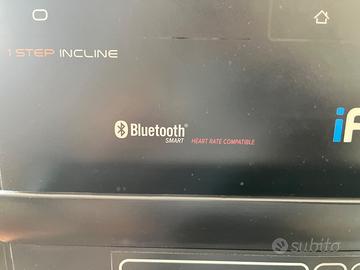 1 STEP INCLINE
Bluetooth®
SMART HEART RATE COMPATIBLE
iF
subito